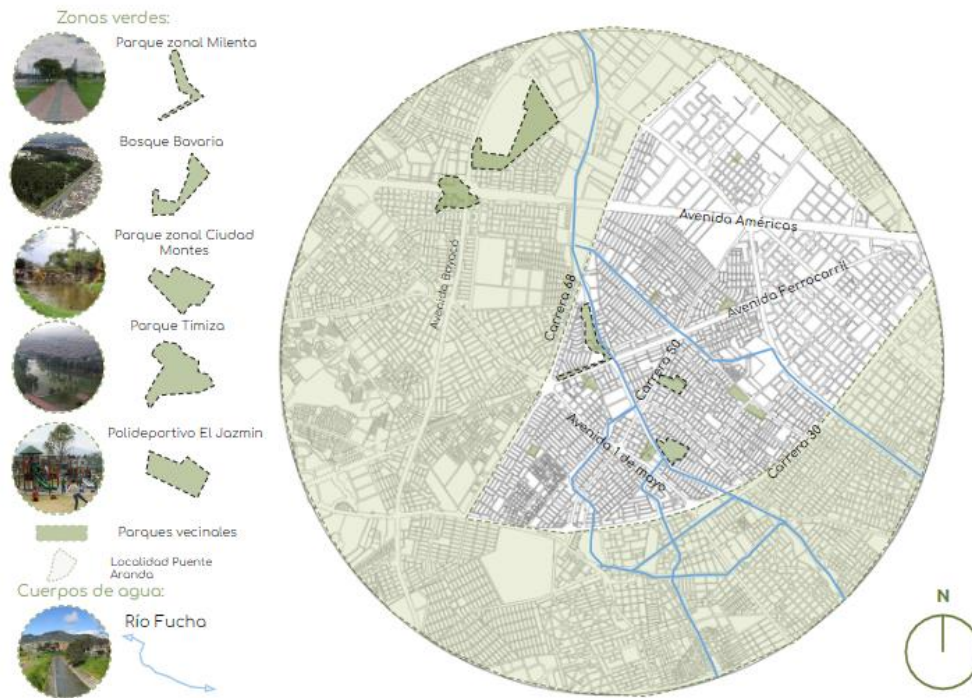 Zonas verdes:
Parque zonal Milenta
Bosque Bavaria
Parque zonal Ciudad
Montes
Parque Timiza
Polideportivo El Jazmin
Parques vecinales
Localidad Puente
Aranda
Cuerpos de agua:
Río Fucha
Avenida Américas
Avenida Ferrocarril
Avenida Boyacá
Carrera 68
Carrera 50
Avenida 1 de mayo
Carrera 30
N